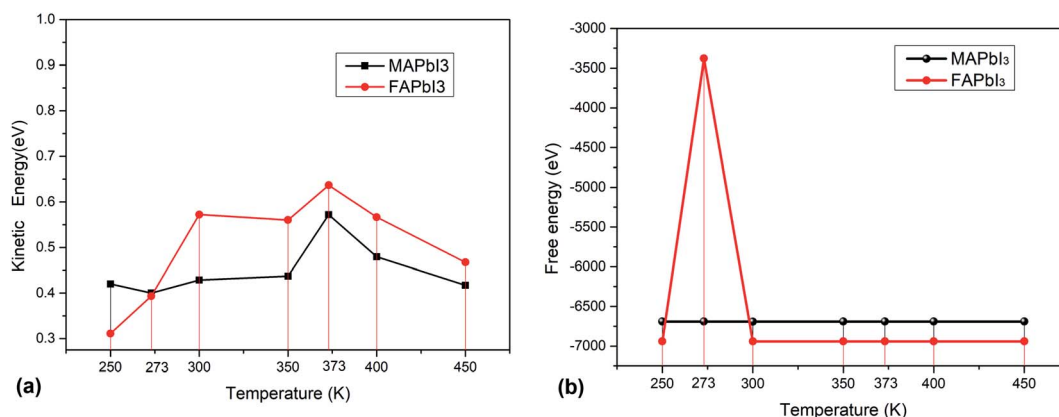 1.0
0.9
0.8
0.7
0.6
0.5
0.4
0.3
Kinetic Energy(eV)
MAPbI3
FAPbI3
250 273 300 350 373 400 450
Temperature (K)
(a)
-3000
-3500
-4000
-4500
-5000
-5500
-6000
-6500
-7000
Free energy (eV)
MAPbI₃
FAPbI₃
250 273 300 350 373 400 450
Temperature (K)
(b)